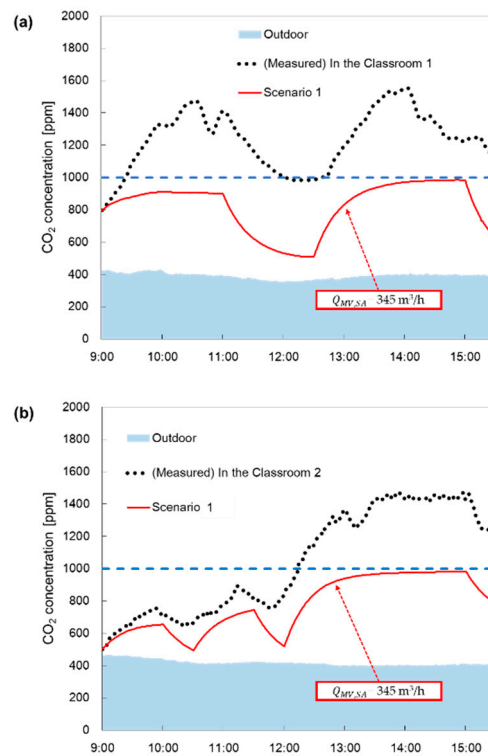 (a)
2000
1800
1600
1400
1200
1000
800
600
400
200
0
CO2 concentration [ppm]
Outdoor
(Measured) In the Classroom 1
Scenario 1
QMV,SA 345 m³/h
9:00 10:00 11:00 12:00 13:00 14:00 15:00
(b)
2000
1800
1600
1400
1200
1000
800
600
400
200
0
CO2 concentration [ppm]
Outdoor
(Measured) In the Classroom 2
Scenario 1
QMV,SA 345 m³/h
9:00 10:00 11:00 12:00 13:00 14:00 15:00